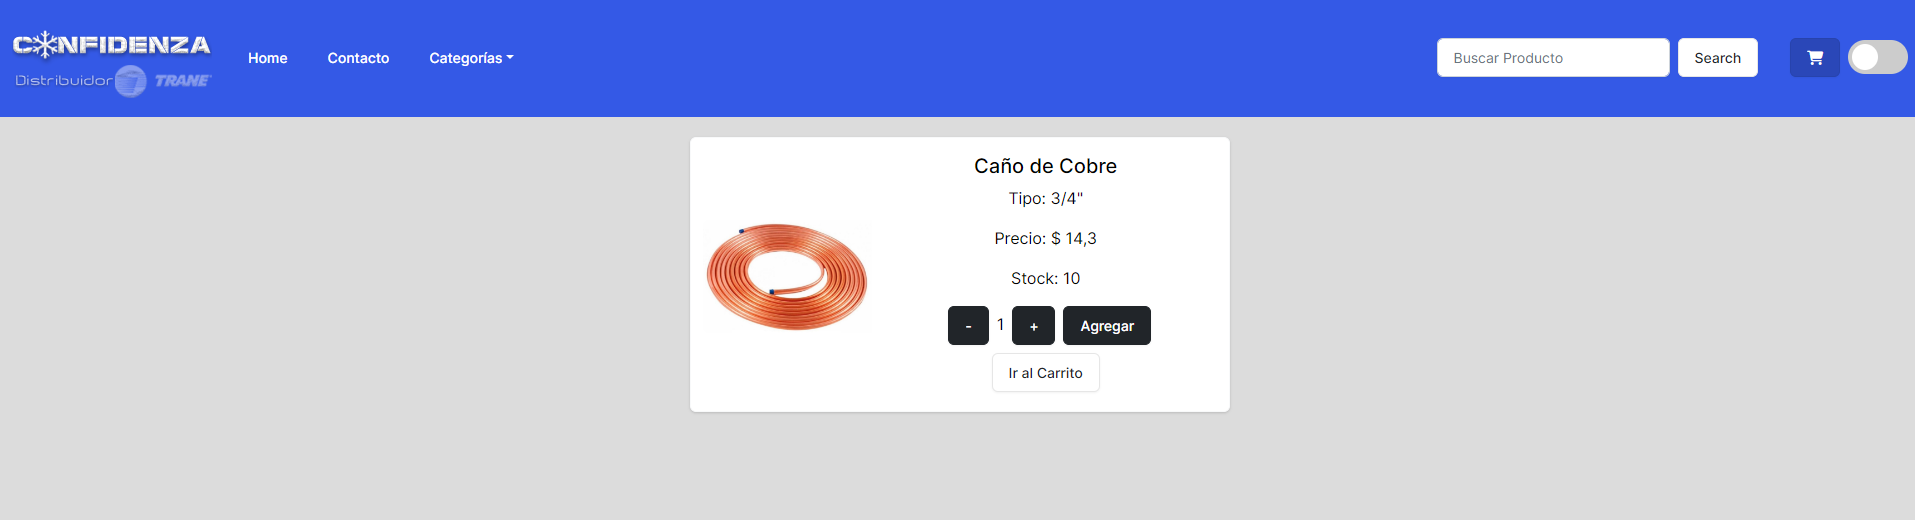 CONFIDENZA
Distribuidor TRANE
Home
Contacto
Categorías
Buscar Producto
Search
Caño de Cobre
Tipo: 3/4"
Precio: $ 14,3
Stock: 10
- 1 + Agregar
Ir al Carrito